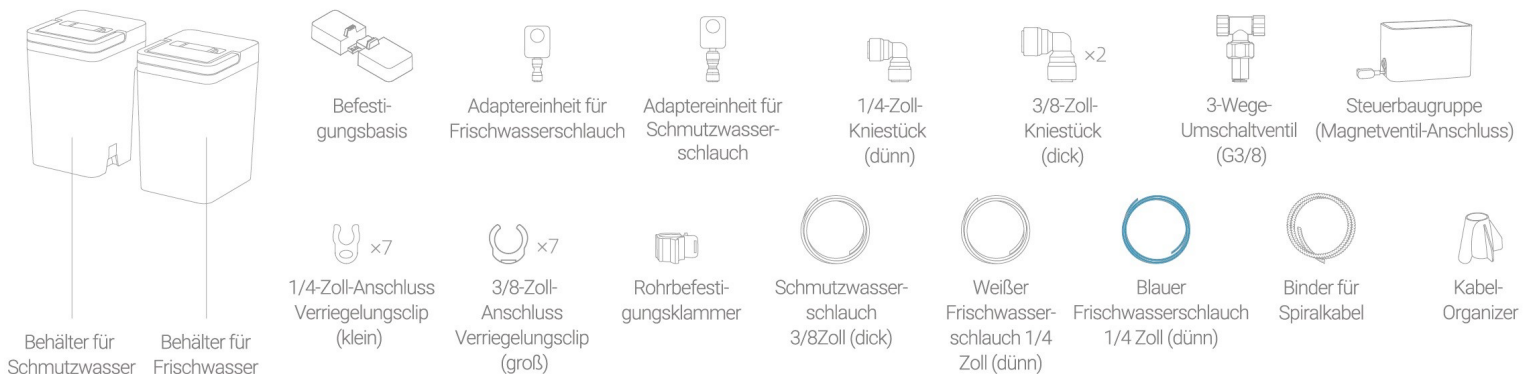 Befesti-
gungsbasis
Adaptereinheit für
Frischwasserschlauch
Adaptereinheit für
Schmutzwasser-
schlauch
1/4-Zoll-
Kniestück
(dünn)
×2
3/8-Zoll-
Kniestück
(dick)
3-Wege-
Umschaltventil
(G3/8)
Steuerbaugruppe
(Magnetventil-Anschluss)
×7
1/4-Zoll-Anschluss
Verriegelungsclip
(klein)
×7
3/8-Zoll-
Anschluss
Verriegelungsclip
(groß)
Rohrbefesti-
gungsklammer
Schmutzwasser-
schlauch
3/8Zoll (dick)
Weißer
Frischwasser-
schlauch 1/4
Zoll (dünn)
Blauer
Frischwasserschlauch
1/4 Zoll (dünn)
Binder für
Spiralkabel
Kabel-
Organizer
Behälter für
Schmutzwasser
Behälter für
Frischwasser